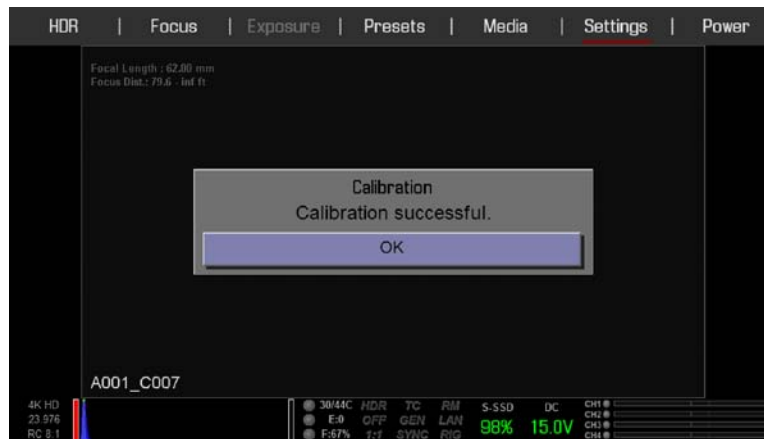 HDR | Focus | Exposure | Presets | Media | Settings | Power
Focal Length : 62.00 mm
Focus Dist.: 79.6 - inf ft
Calibration
Calibration successful.
OK
A001_C007
4K HD 30/44C HDR TC RM S-SSD DC CH1
23.976 E:0 OFF GEN LAN 98% 15.0V CH2
CH3
RC 8:1 F:67% 1:1 SYNC RIG CH4